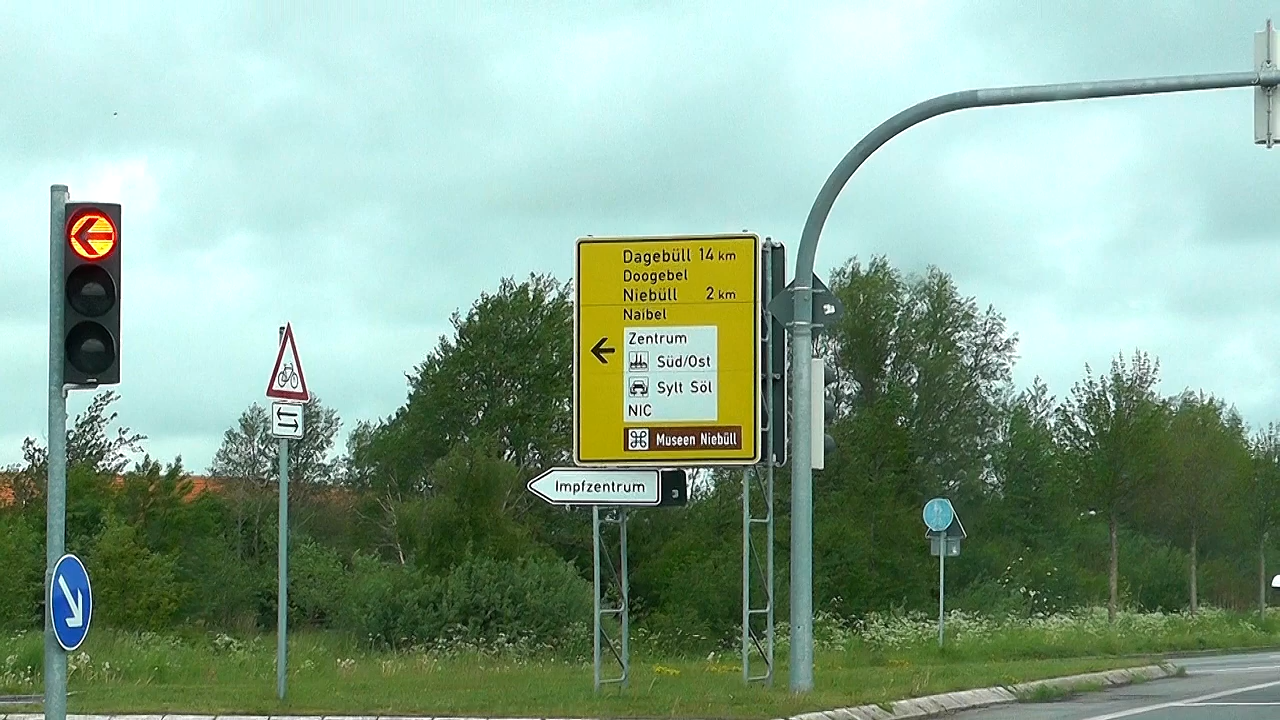 Dagebüll 14 km
Doogebel
Niebüll 2 km
Naibel
Zentrum
Süd/Ost
Sylt Söl
NIC
Museen Niebüll
Impfzentrum